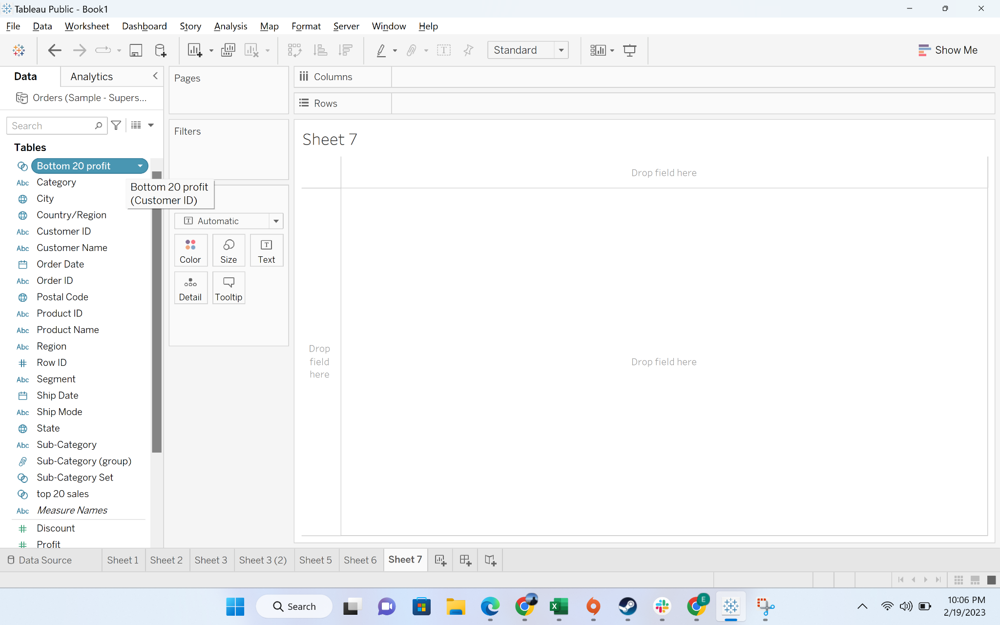 Tableau Public - Book1
File Data Worksheet Dashboard Story Analysis Map Format Server Window Help
Standard
Show Me
Data
Analytics
Orders (Sample - Supers...
Search
Tables
Bottom 20 profit
Abc Category
City
Country/Region
Abc Customer ID
Abc Customer Name
Order Date
Abc Order ID
Postal Code
Abc Product ID
Abc Product Name
Abc Region
Row ID
Abc Segment
Ship Date
Abc Ship Mode
State
Abc Sub-Category
Sub-Category (group)
Sub-Category Set
top 20 sales
Abc Measure Names
Discount
Profit
Bottom 20 profit
(Customer ID)
Pages
Filters
Automatic
Color
Size
Text
Detail
Tooltip
Columns
Rows
Sheet 7
Drop field here
Drop
field
here
Drop field here
Data Source
Sheet 1
Sheet 2
Sheet 3
Sheet 3 (2)
Sheet 5
Sheet 6
Sheet 7
Search
E
10:06 PM
2/19/2023